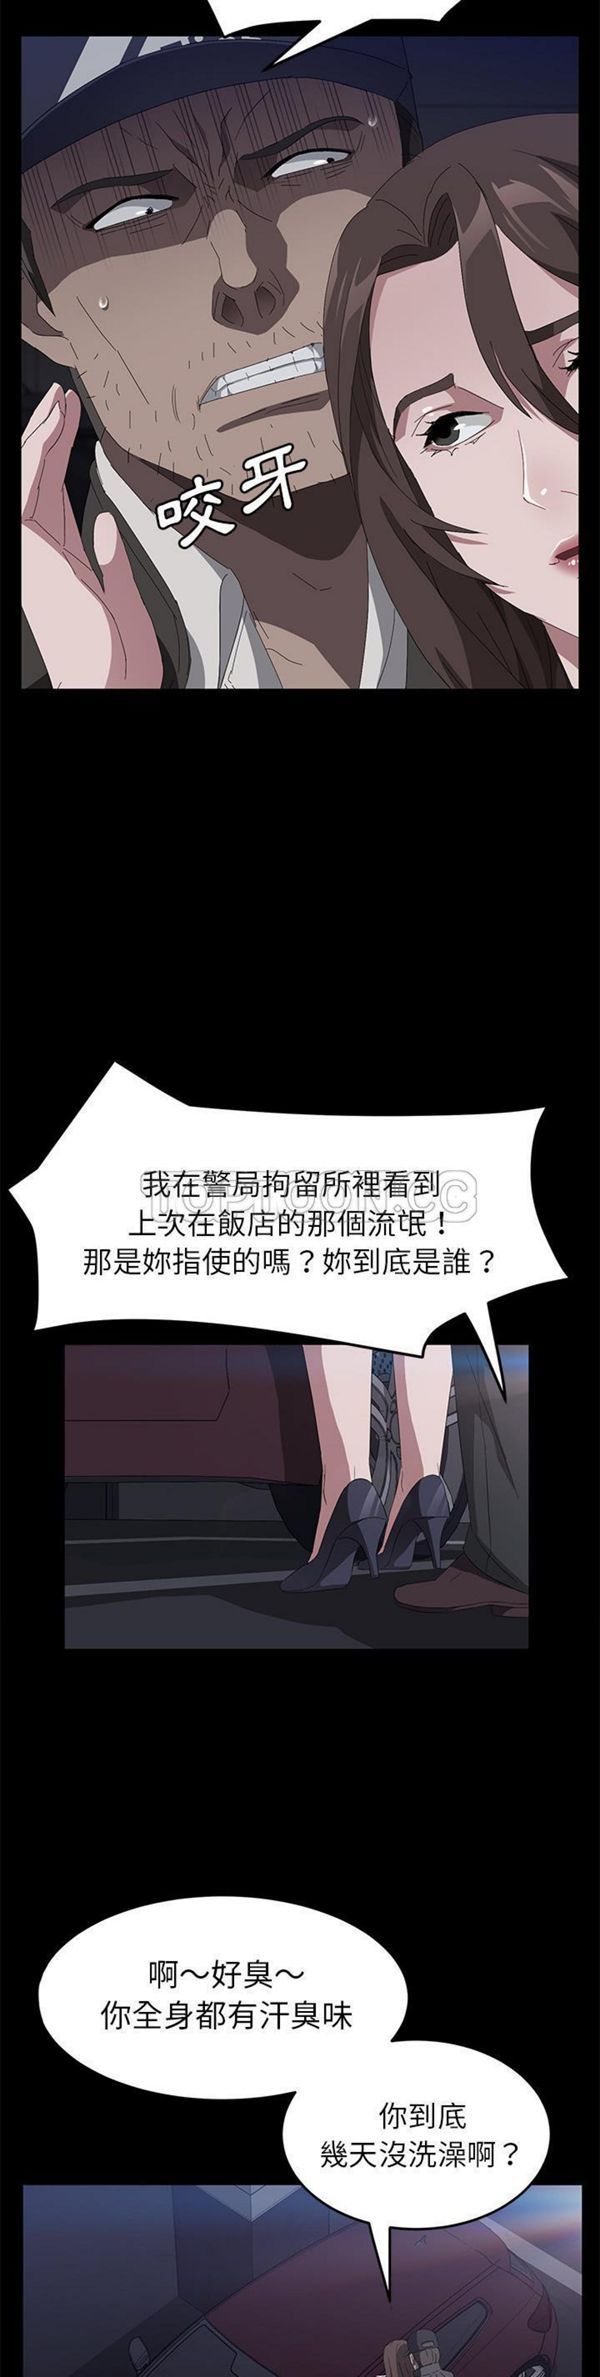 咬牙
我在警局拘留所裡看到
上次在飯店的那個流氓！
那是妳指使的嗎？妳到底是誰？
TOPTOON.CC
啊～好臭～
你全身都有汗臭味
你到底
幾天沒洗澡啊？